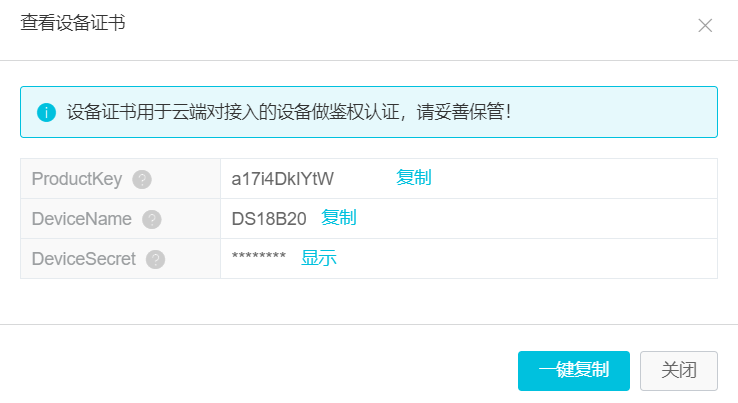 查看设备证书
设备证书用于云端对接入的设备做鉴权认证，请妥善保管！
ProductKey ? a17i4DklYtW 复制
DeviceName ? DS18B20 复制
DeviceSecret ? ******** 显示
一键复制 关闭